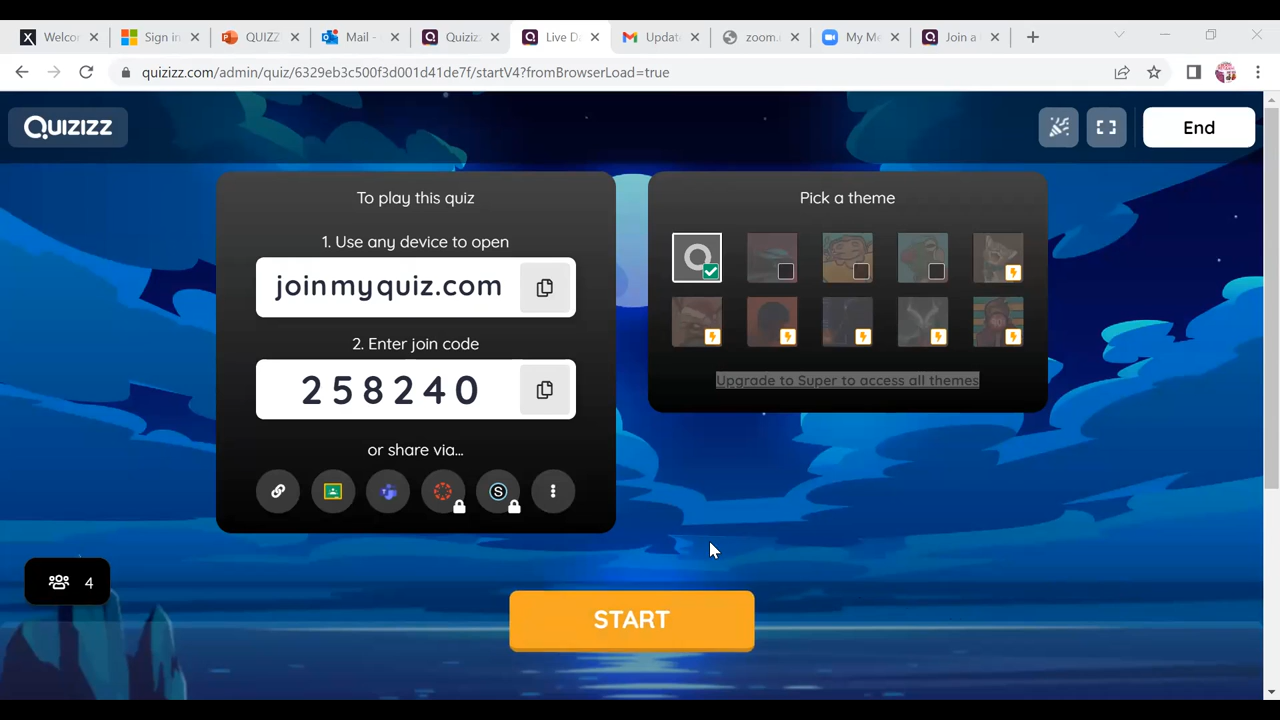 Welco
Sign in
QUIZZ
Mail -
Quiziz
Live D
Update
zoom.
My Me
Join a
quizizz.com/admin/quiz/6329eb3c500f3d001d41de7f/startV4?fromBrowserLoad=true
QUIZIZZ
End
To play this quiz
Pick a theme
1. Use any device to open
joinmyquiz.com
2. Enter join code
258240
Upgrade to Super to access all themes
or share via...
4
START